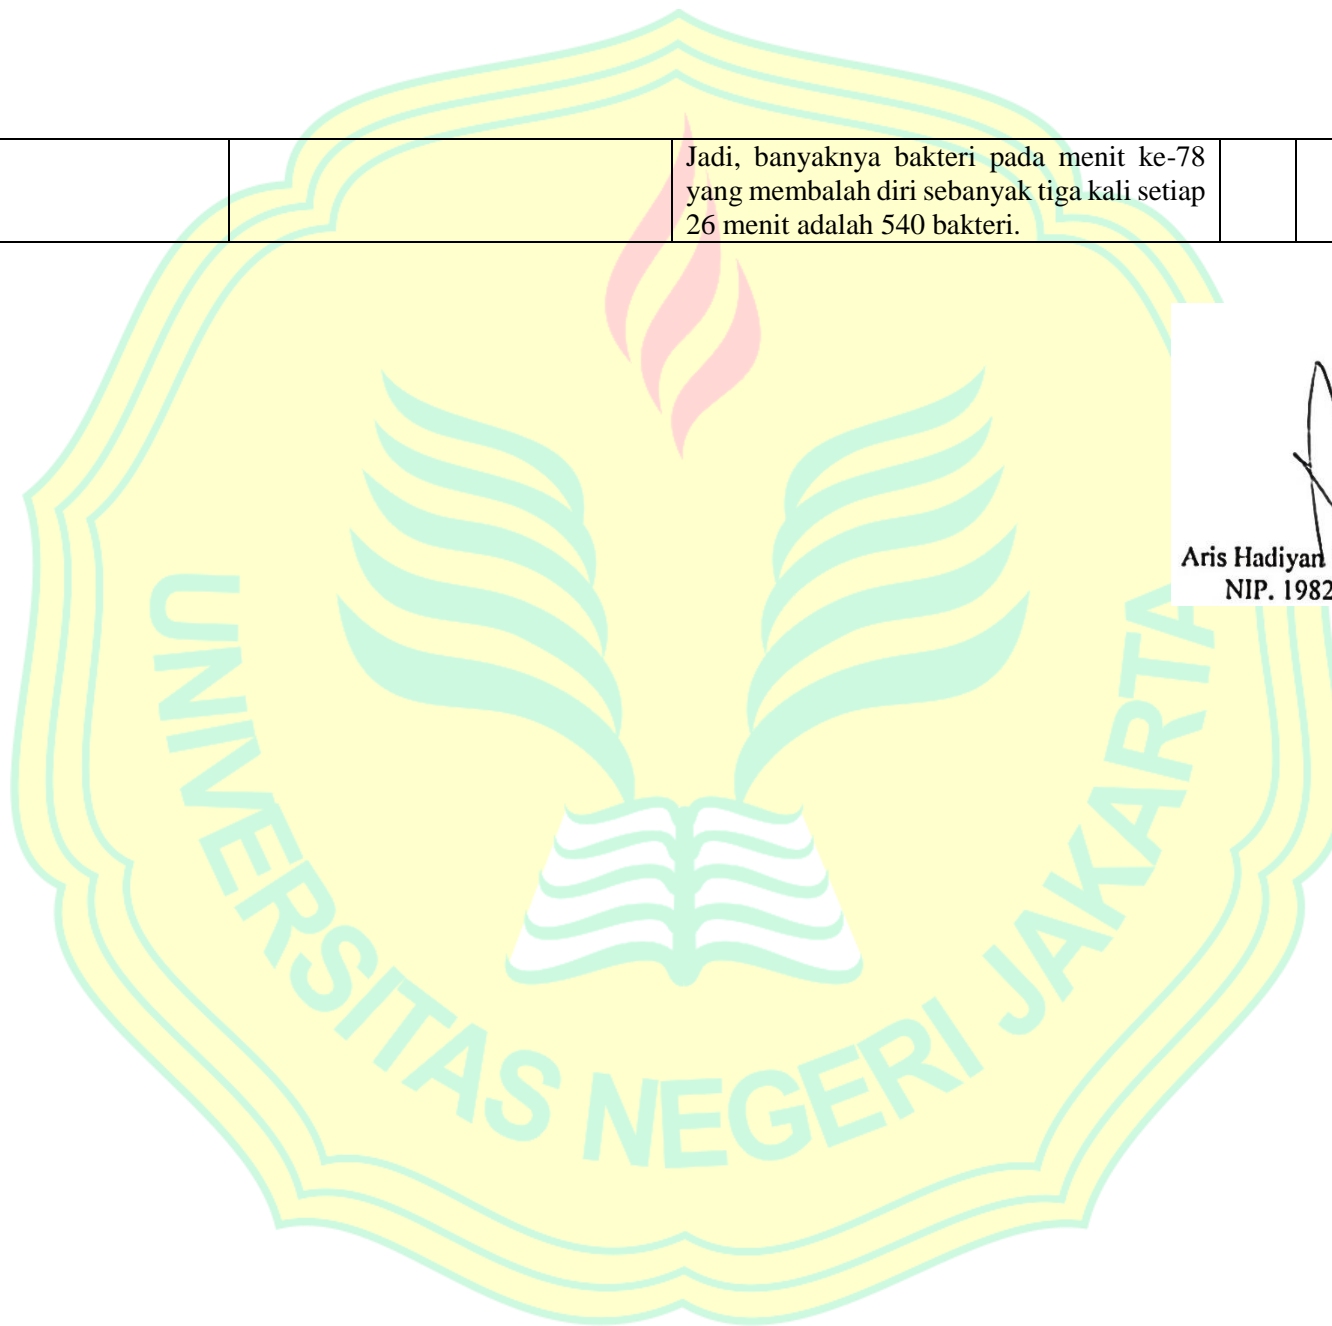 Jadi, banyaknya bakteri pada menit ke-78
yang membalah diri sebanyak tiga kali setiap
26 menit adalah 540 bakteri.
Aris Hadiyan
NIP. 1982
UNIVERSITAS NEGERI JAKARTA